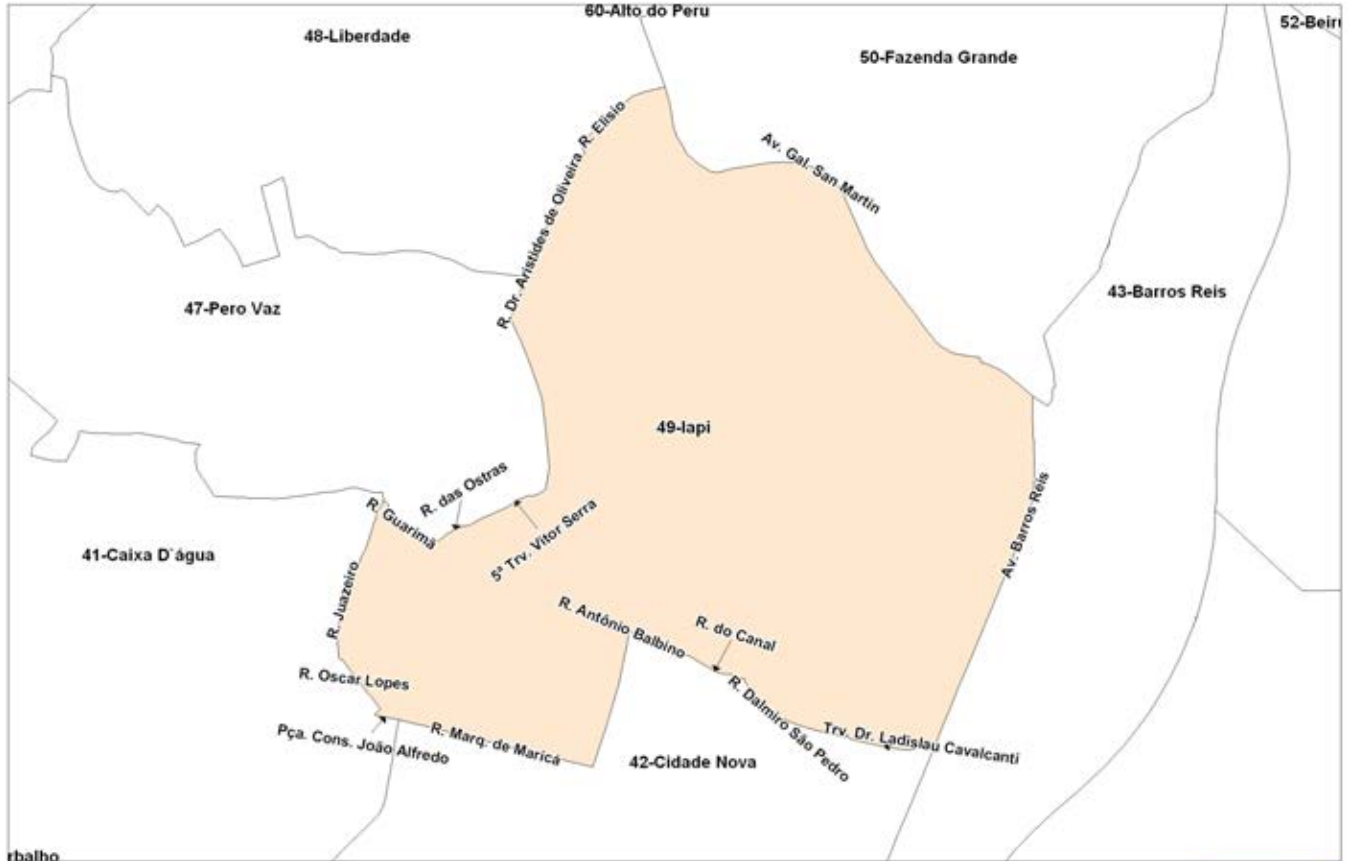 60-Alto do Peru
48-Liberdade
52-Beir
50-Fazenda Grande
R. Elisio
Av. Gal. San Martin
R. Dr. Aristides de Oliveira
47-Pero Vaz
43-Barros Reis
49-Iapi
R. das Ostras
R. Guarimã
5ª Trv. Vitor Serra
41-Caixa D`água
Av. Barros Reis
R. Juazeiro
R. Antônio Balbino
R. do Canal
R. Oscar Lopes
R. Dalmiro São Pedro
Pça. Cons. João Alfredo
R. Marq. de Maricá
Trv. Dr. Ladislau Cavalcanti
42-Cidade Nova
rbalho